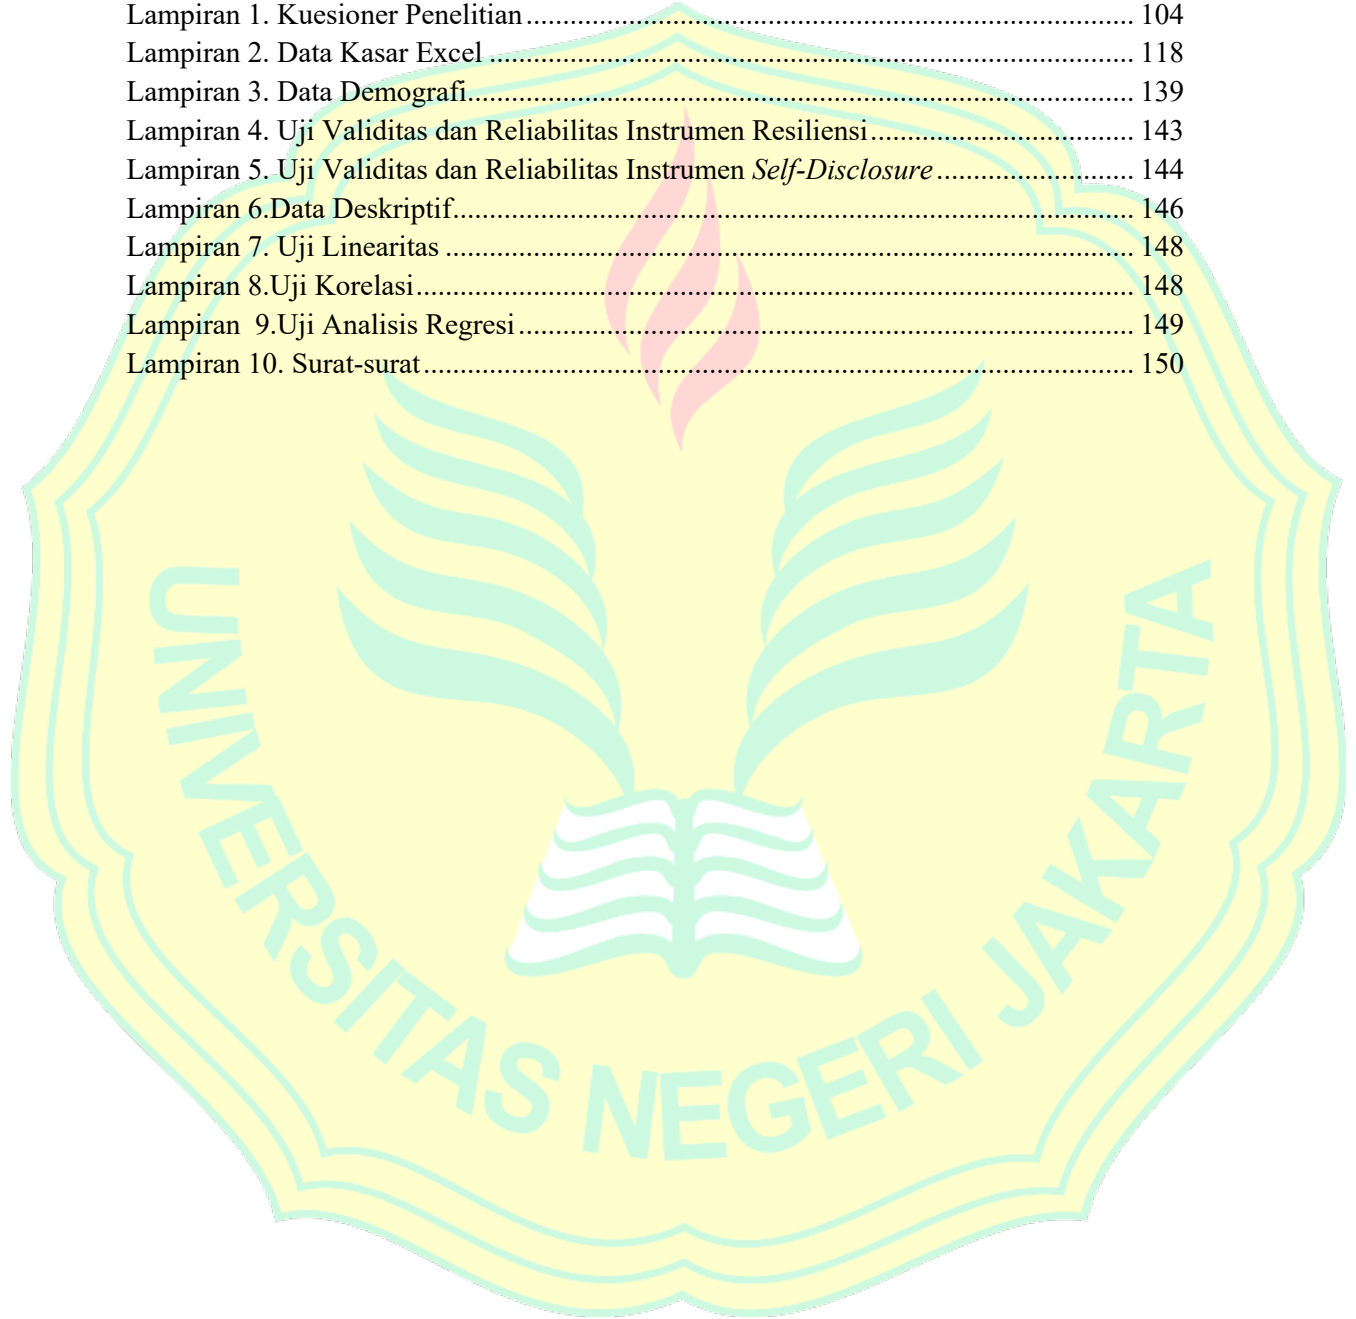 Lampiran 1. Kuesioner Penelitian ........................................................................................ 104
Lampiran 2. Data Kasar Excel ............................................................................................. 118
Lampiran 3. Data Demografi................................................................................................ 139
Lampiran 4. Uji Validitas dan Reliabilitas Instrumen Resiliensi...................................... 143
Lampiran 5. Uji Validitas dan Reliabilitas Instrumen Self-Disclosure ............................ 144
Lampiran 6.Data Deskriptif.................................................................................................. 146
Lampiran 7. Uji Linearitas ................................................................................................... 148
Lampiran 8.Uji Korelasi....................................................................................................... 148
Lampiran  9.Uji Analisis Regresi ......................................................................................... 149
Lampiran 10. Surat-surat...................................................................................................... 150
UNIVERSITAS NEGERI JAKARTA